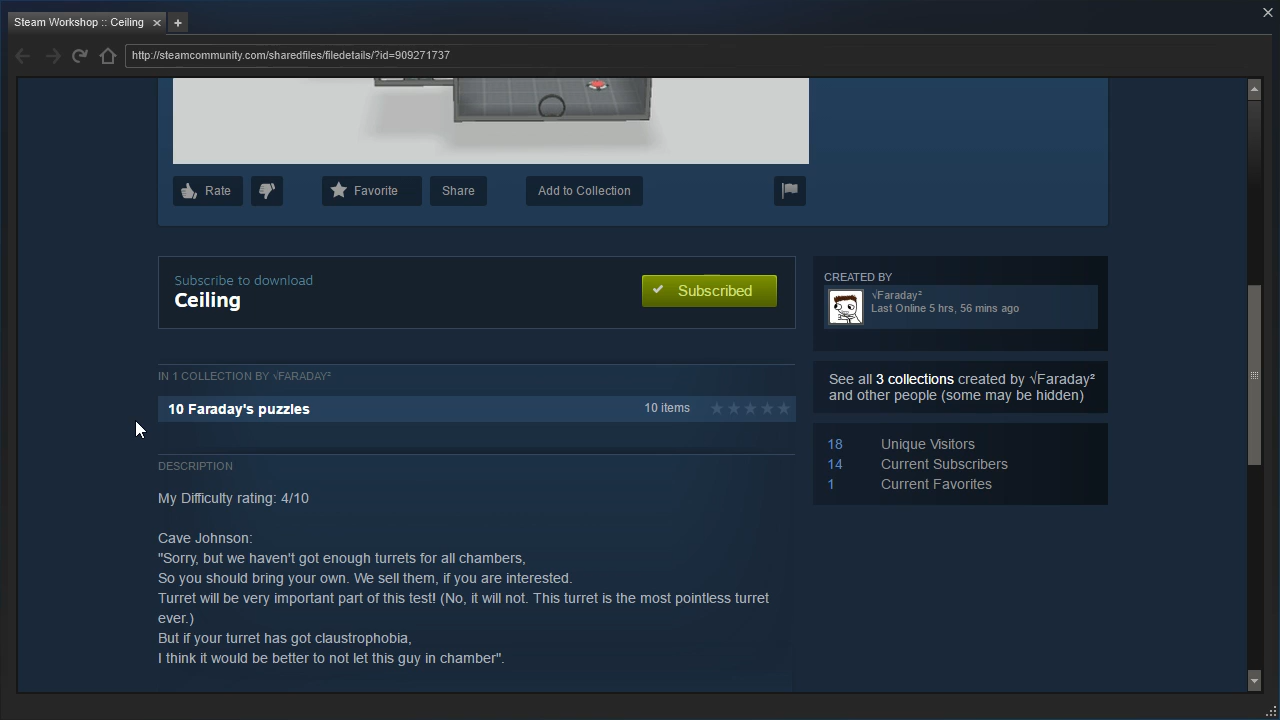 Steam Workshop :: Ceiling
http://steamcommunity.com/sharedfiles/filedetails/?id=909271737
Rate
Favorite
Share
Add to Collection
Subscribe to download
Ceiling
Subscribed
CREATED BY
√Faraday²
Last Online 5 hrs, 56 mins ago
IN 1 COLLECTION BY √FARADAY²
10 Faraday's puzzles
10 items
See all 3 collections created by √Faraday²
and other people (some may be hidden)
18 Unique Visitors
14 Current Subscribers
1 Current Favorites
DESCRIPTION
My Difficulty rating: 4/10
Cave Johnson:
"Sorry, but we haven't got enough turrets for all chambers,
So you should bring your own. We sell them, if you are interested.
Turret will be very important part of this test! (No, it will not. This turret is the most pointless turret
ever.)
But if your turret has got claustrophobia,
I think it would be better to not let this guy in chamber".